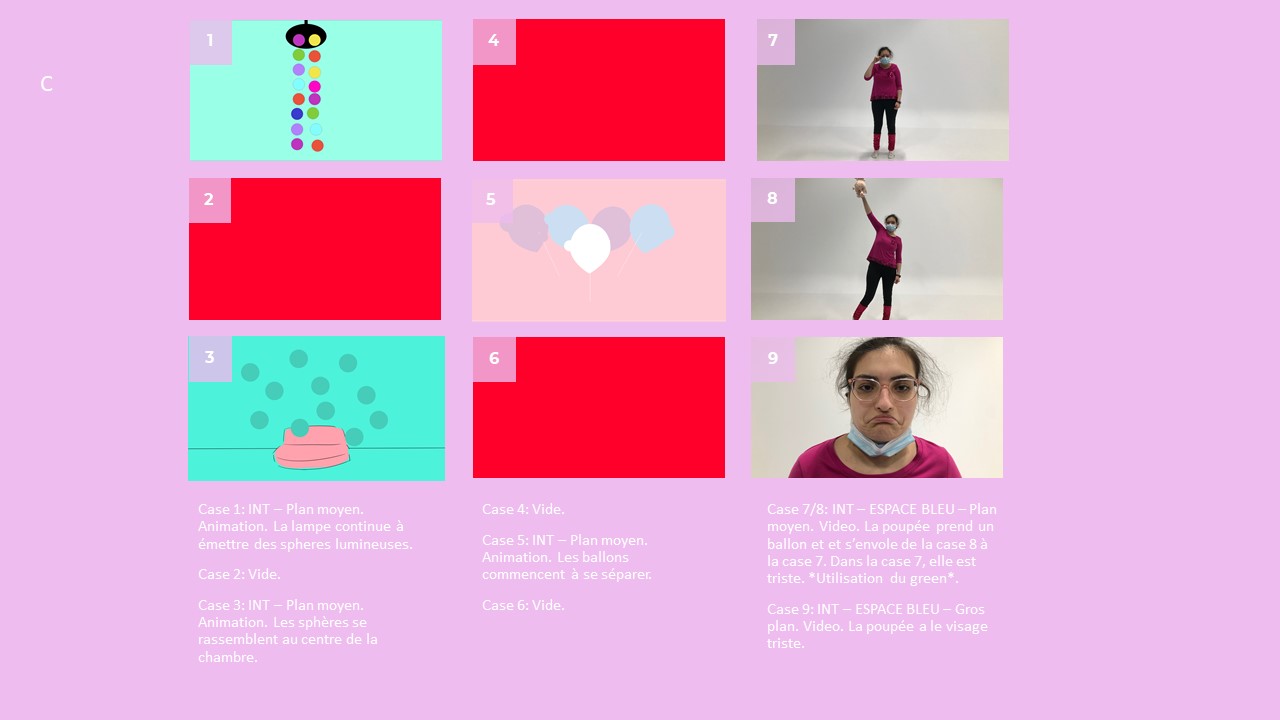 C
1
2
3
4
5
6
7
8
9
Case 1: INT – Plan moyen.
Animation. La lampe continue à
émettre des spheres lumineuses.
Case 2: Vide.
Case 3: INT – Plan moyen.
Animation. Les sphères se
rassemblent au centre de la
chambre.
Case 4: Vide.
Case 5: INT – Plan moyen.
Animation. Les ballons
commencent à se séparer.
Case 6: Vide.
Case 7/8: INT – ESPACE BLEU – Plan
moyen. Video. La poupée prend un
ballon et et s’envole de la case 8 à
la case 7. Dans la case 7, elle est
triste. *Utilisation du green*.
Case 9: INT – ESPACE BLEU – Gros
plan. Video. La poupée a le visage
triste.